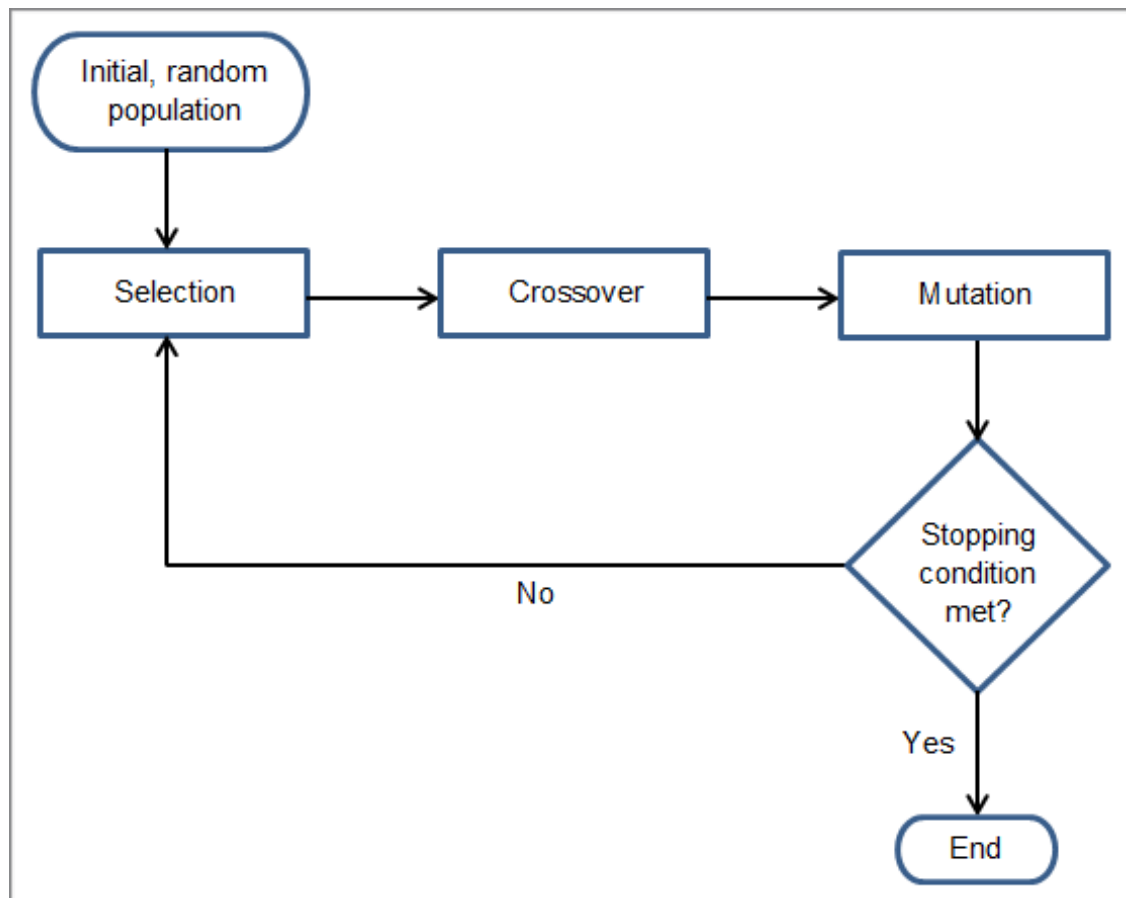 Initial, random
population
Selection
Crossover
Mutation
Stopping
condition
met?
No
Yes
End